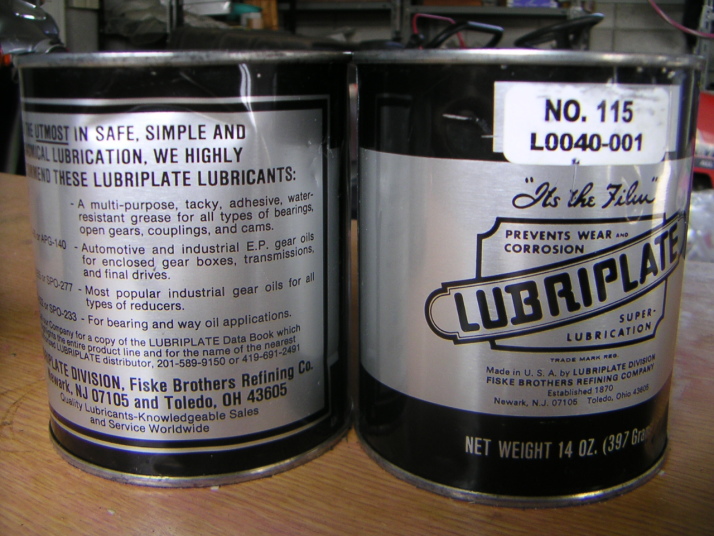 THE UTMOST IN SAFE, SIMPLE AND
LUBRICATION, WE HIGHLY
THESE LUBRIPLATE LUBRICANTS:
- A multi-purpose, tacky, adhesive, water-
resistant grease for all types of bearings,
open gears, couplings, and cams.
or APG-140 - Automotive and industrial E.P. gear oils
for enclosed gear boxes, transmissions,
and final drives.
or SPO-277 - Most popular industrial gear oils for all
types of reducers.
or SPO-233 - For bearing and way oil applications.
Company for a copy of the LUBRIPLATE Data Book which
the entire product line and for the name of the nearest
LUBRIPLATE distributor, 201-589-9150 or 419-691-2491
DIVISION, Fiske Brothers Refining Co.
Newark, NJ 07105 and Toledo, OH 43605
Quality Lubricants-Knowledgeable Sales
and Service Worldwide
NO. 115
L0040-001
"Its the Film"
PREVENTS WEAR AND
CORROSION
LUBRIPLATE
SUPER-
LUBRICATION
TRADE MARK REG.
Made in U.S.A. by LUBRIPLATE DIVISION
FISKE BROTHERS REFINING COMPANY
Established 1870
Newark, N.J. 07105 Toledo, Ohio 43605
NET WEIGHT 14 OZ. (397 Gram